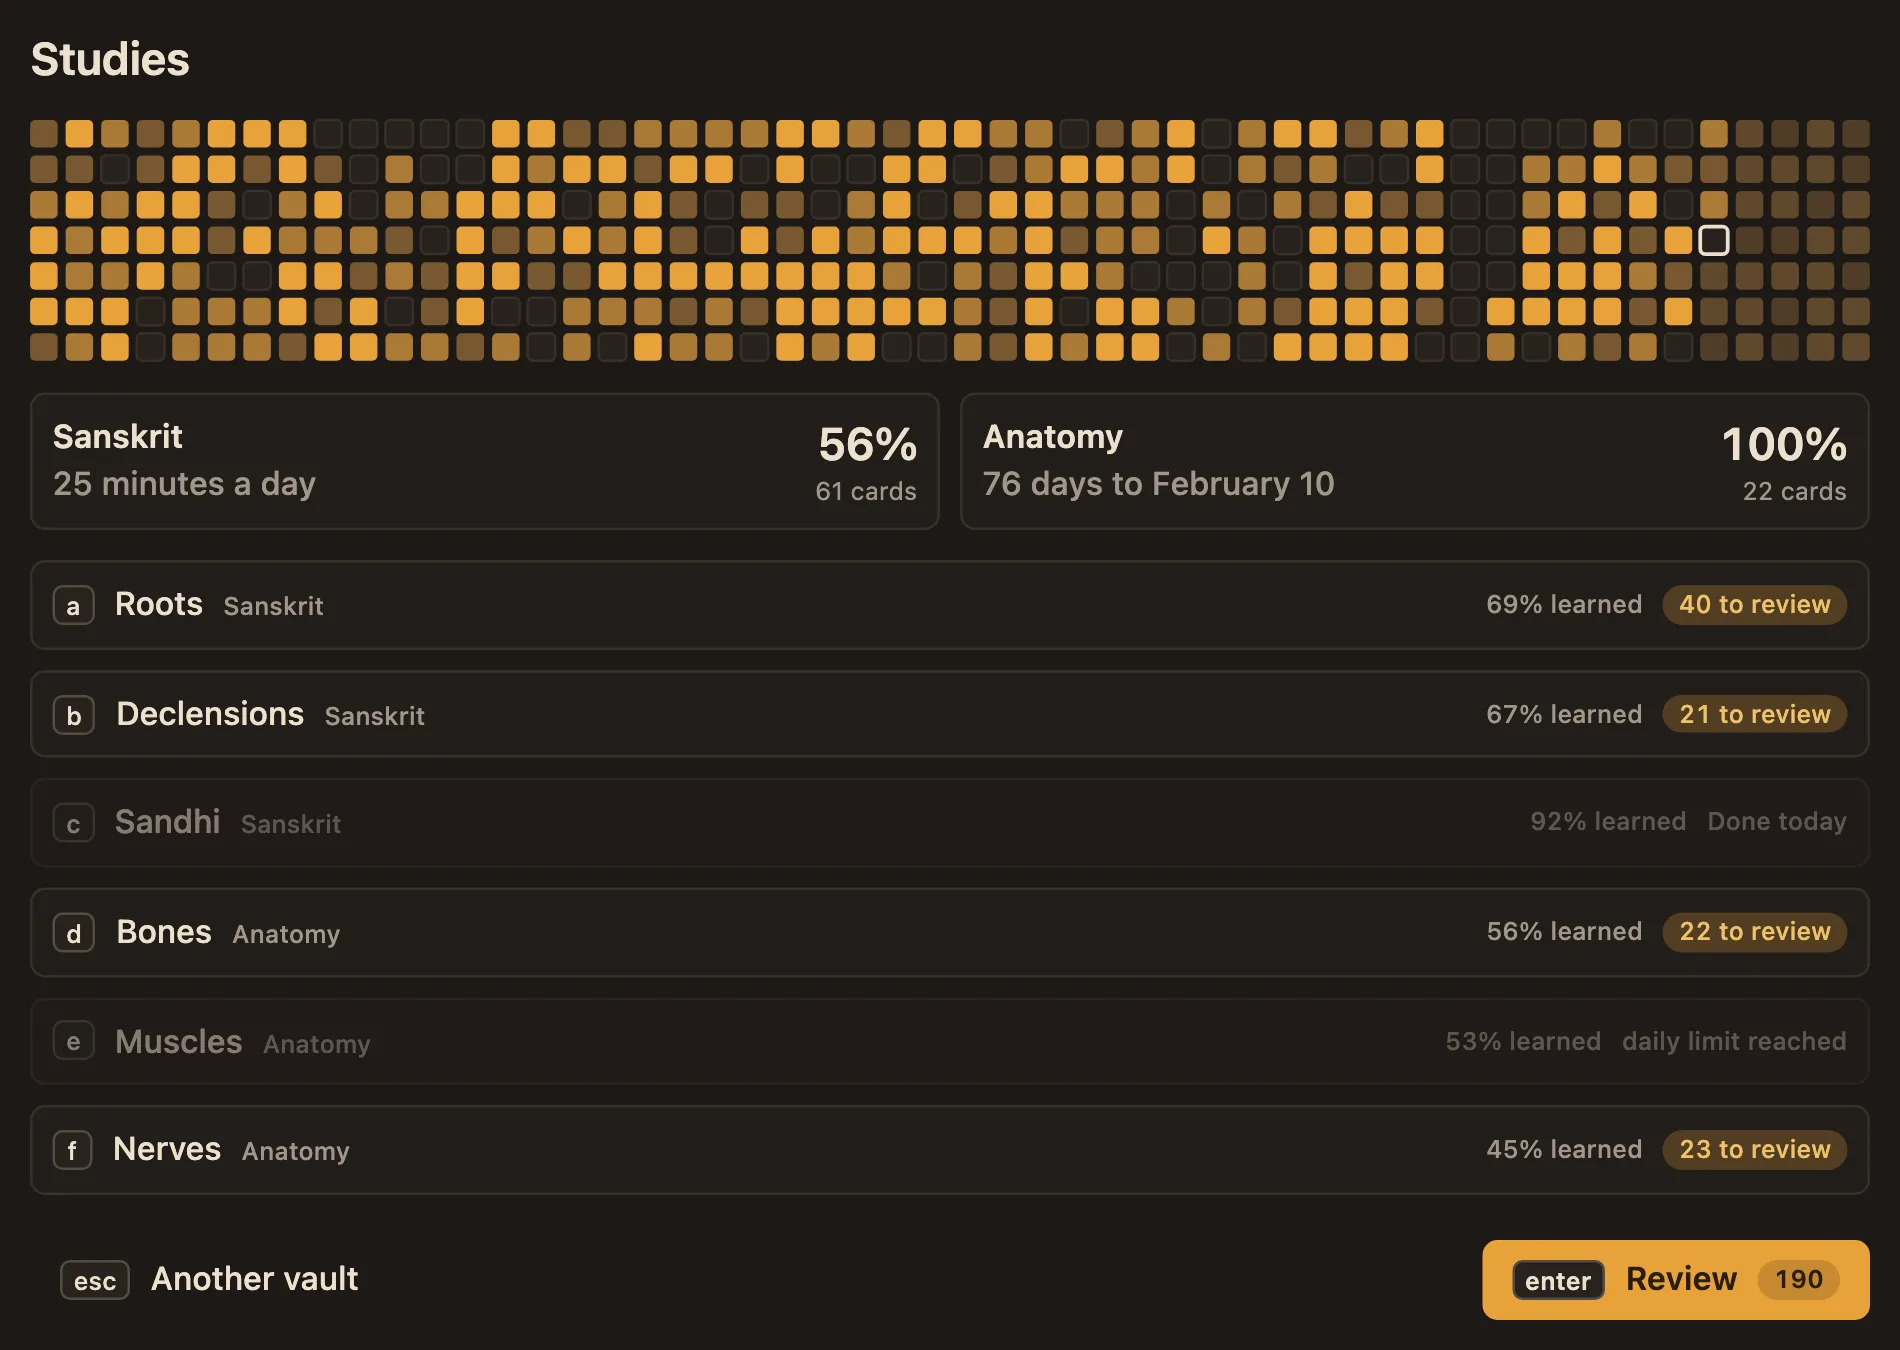 Studies
Sanskrit
56%
25 minutes a day
61 cards
Anatomy
100%
76 days to February 10
22 cards
a Roots Sanskrit 69% learned 40 to review
b Declensions Sanskrit 67% learned 21 to review
c Sandhi Sanskrit 92% learned Done today
d Bones Anatomy 56% learned 22 to review
e Muscles Anatomy 53% learned daily limit reached
f Nerves Anatomy 45% learned 23 to review
esc Another vault
enter Review 190